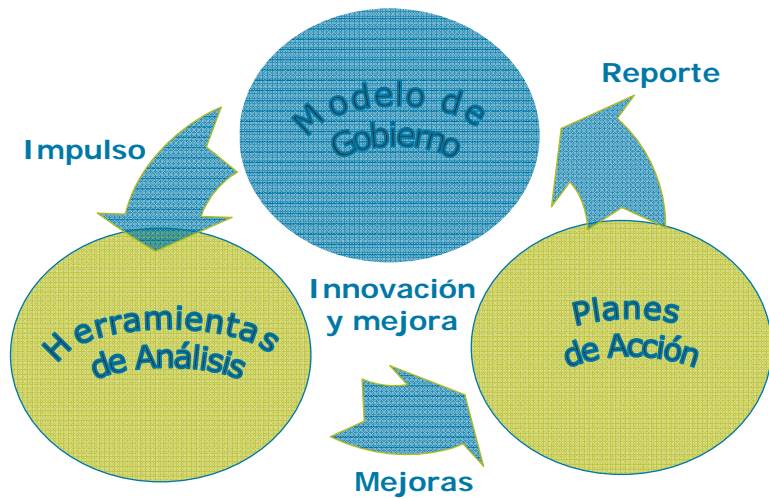 Modelo de
Gobierno
Reporte
Impulso
Innovación
y mejora
Herramientas
de Análisis
Planes
de Acción
Mejoras